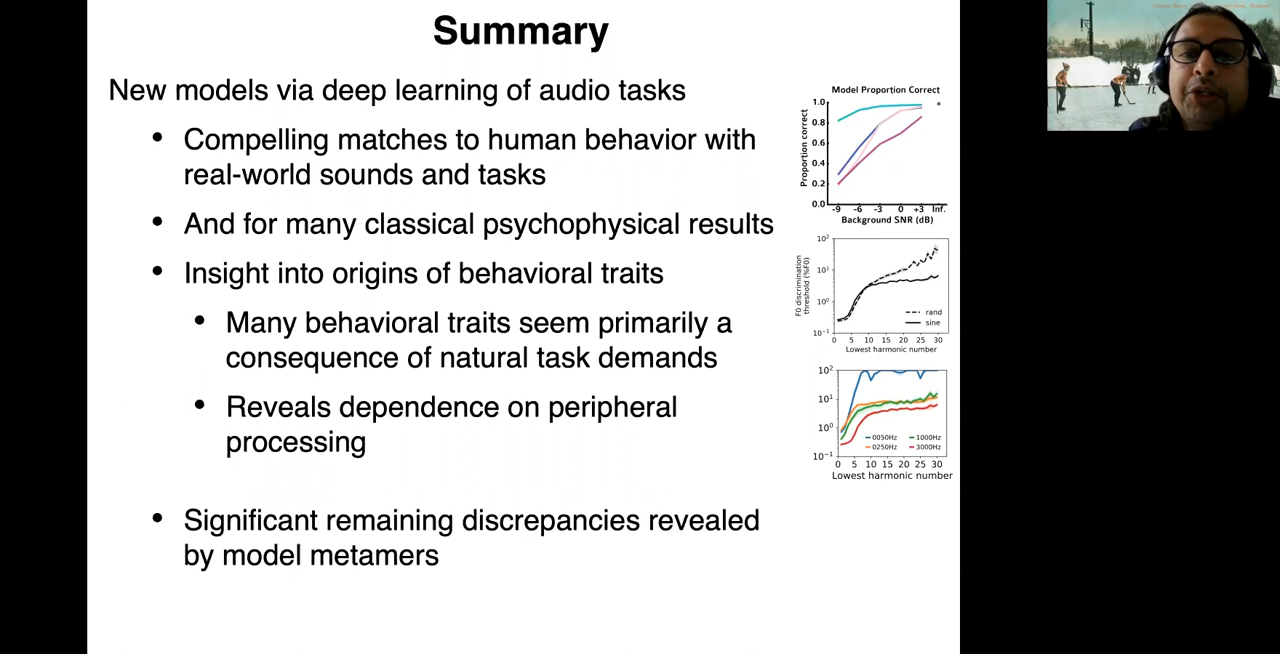 Summary
New models via deep learning of audio tasks
• Compelling matches to human behavior with
real-world sounds and tasks
• And for many classical psychophysical results
• Insight into origins of behavioral traits
• Many behavioral traits seem primarily a
consequence of natural task demands
• Reveals dependence on peripheral
processing
• Significant remaining discrepancies revealed
by model metamers
Model Proportion Correct
Proportion correct
1.0
0.8
0.6
0.4
0.2
0.0
-9 -6 -3 0 +3 Inf.
Background SNR (dB)
F0 discrimination
threshold (%F0)
10²
10¹
10⁰
10⁻¹
rand
sine
0 5 10 15 20 25 30
Lowest harmonic number
10²
10¹
10⁰
10⁻¹
0050Hz 1000Hz
0250Hz 3000Hz
0 5 10 15 20 25 30
Lowest harmonic number